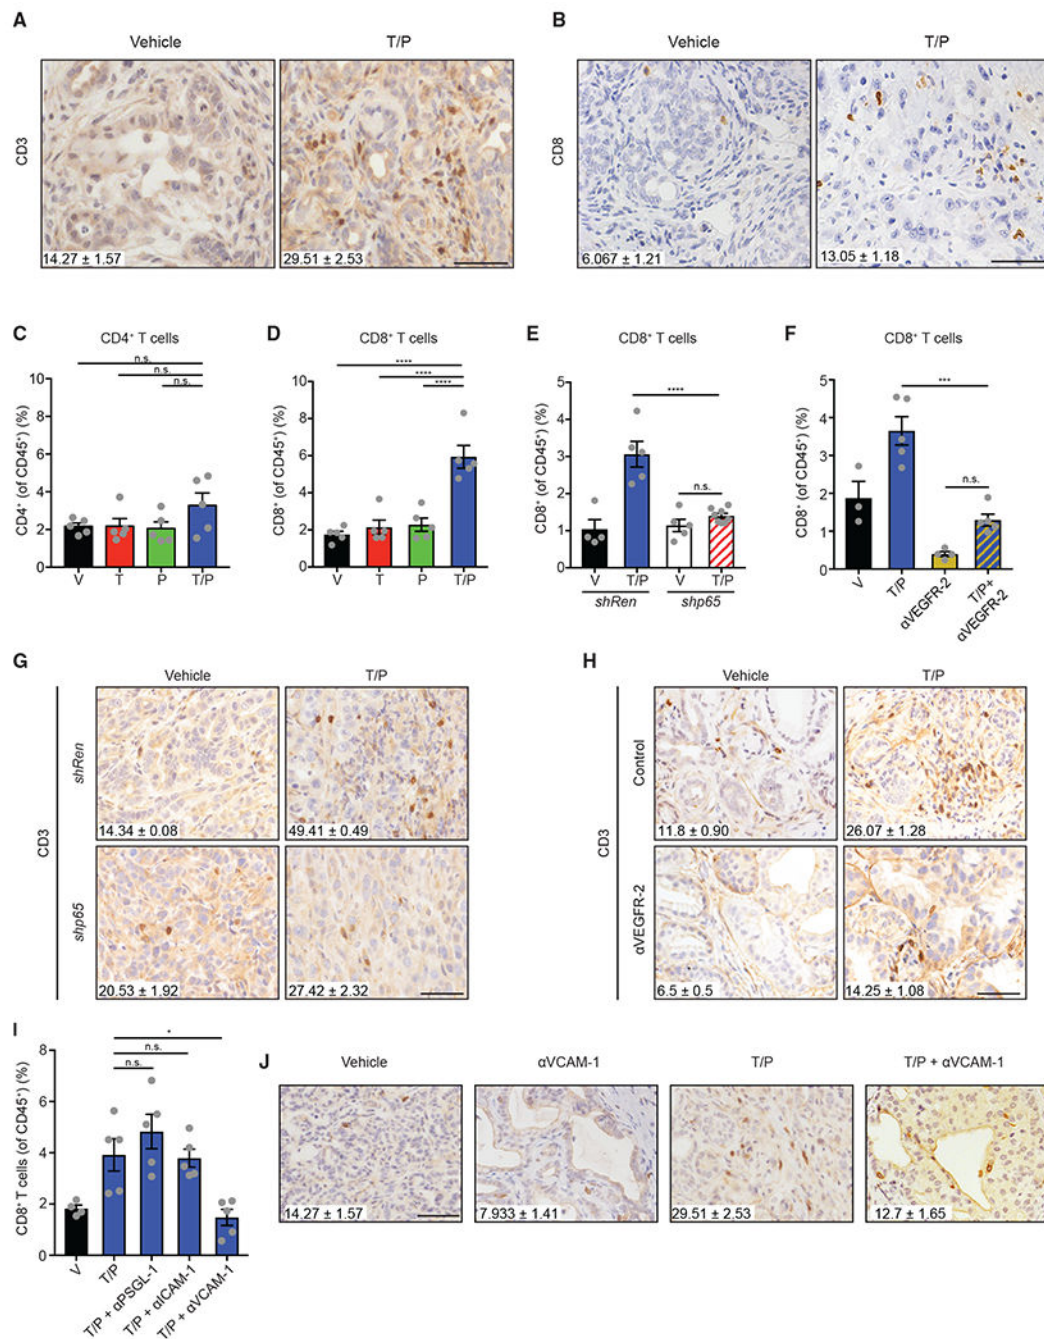 A
Vehicle
T/P
CD3
14.27 ± 1.57
29.51 ± 2.53
B
Vehicle
T/P
CD8
6.067 ± 1.21
13.05 ± 1.18
C
CD4⁺ T cells
n.s.
n.s.
n.s.
CD4⁺ (of CD45⁺) (%)
10
8
6
4
2
0
V T P T/P
D
CD8⁺ T cells
****
****
****
CD8⁺ (of CD45⁺) (%)
10
8
6
4
2
0
V T P T/P
E
CD8⁺ T cells
****
n.s.
CD8⁺ (of CD45⁺) (%)
5
4
3
2
1
0
V T/P V T/P
shRen shp65
F
CD8⁺ T cells
***
n.s.
CD8⁺ (of CD45⁺) (%)
5
4
3
2
1
0
V
T/P
αVEGFR-2
T/P+
αVEGFR-2
G
Vehicle
T/P
CD3
shRen
14.34 ± 0.08
49.41 ± 0.49
shp65
20.53 ± 1.92
27.42 ± 2.32
H
Vehicle
T/P
CD3
Control
11.8 ± 0.90
26.07 ± 1.28
αVEGFR-2
6.5 ± 0.5
14.25 ± 1.08
I
*
n.s.
n.s.
CD8⁺ T cells (of CD45⁺) (%)
8
6
4
2
0
V
T/P
T/P + αPSGL-1
T/P + αICAM-1
T/P + αVCAM-1
J
Vehicle
αVCAM-1
T/P
T/P + αVCAM-1
14.27 ± 1.57
7.933 ± 1.41
29.51 ± 2.53
12.7 ± 1.65